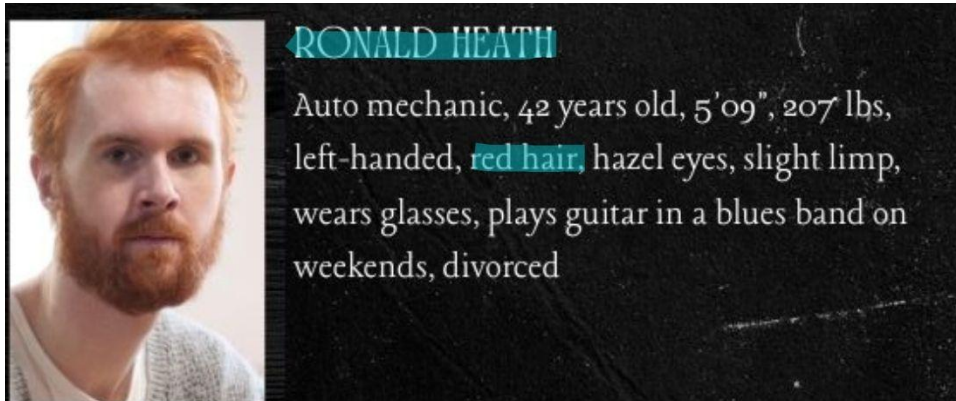 RONALD HEATH
Auto mechanic, 42 years old, 5'09", 207 lbs,
left-handed, red hair, hazel eyes, slight limp,
wears glasses, plays guitar in a blues band on
weekends, divorced